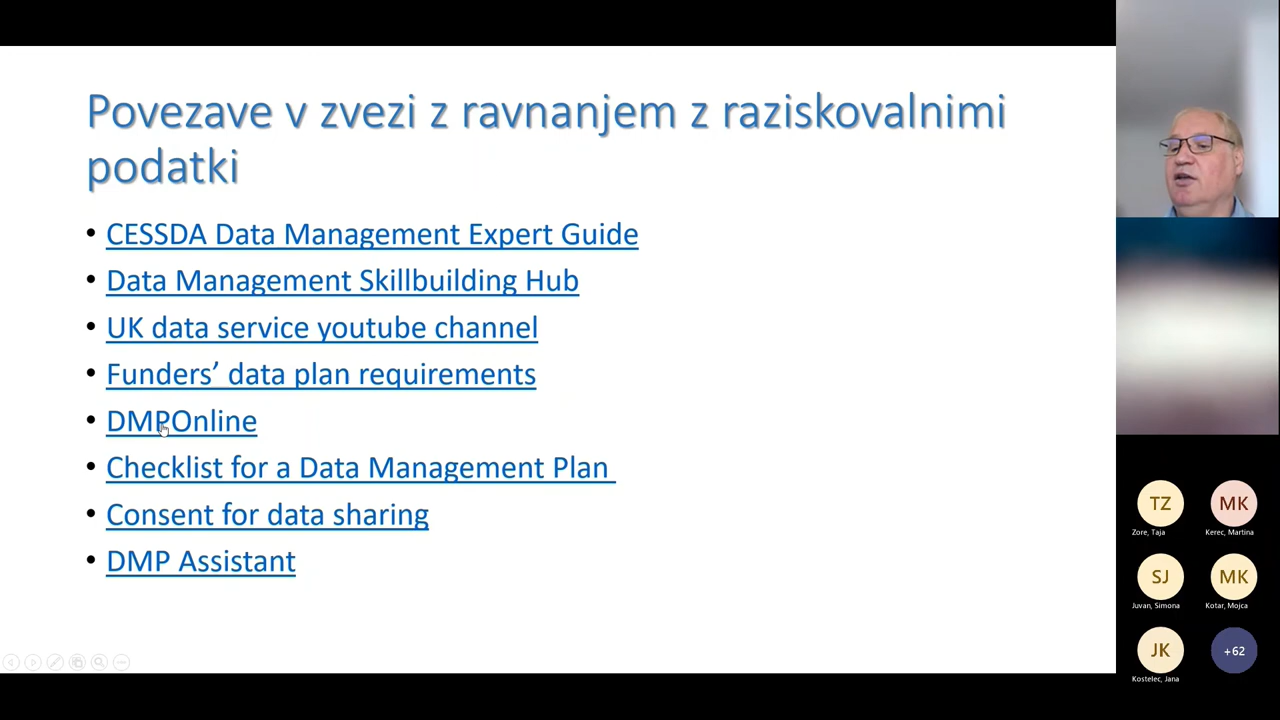 Povezave v zvezi z ravnanjem z raziskovalnimi
podatki
• CESSDA Data Management Expert Guide
• Data Management Skillbuilding Hub
• UK data service youtube channel
• Funders’ data plan requirements
• DMPOnline
• Checklist for a Data Management Plan
• Consent for data sharing
• DMP Assistant
TZ
Zore, Taja
MK
Kerec, Martina
SJ
Juvan, Simona
MK
Kotar, Mojca
JK
Kostelec, Jana
+62